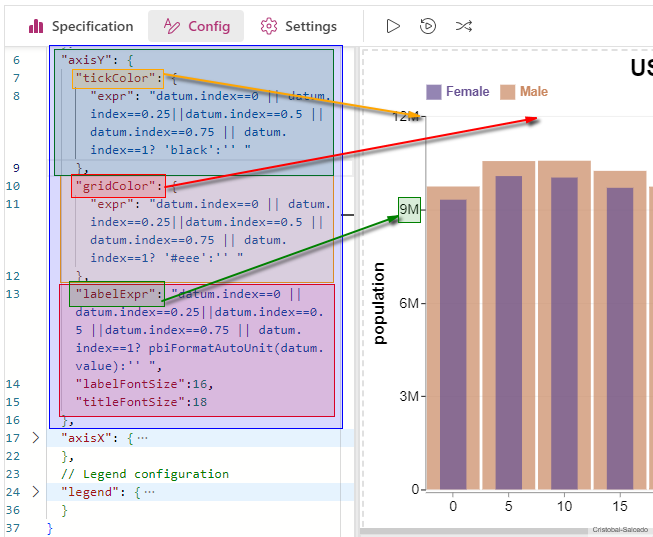 Specification
Config
Settings
6 "axisY": {
7 "tickColor": {
8 "expr": "datum.index==0 || datum.
index==0.25||datum.index==0.5 ||
datum.index==0.75 || datum.
index==1? 'black':'' "
9 },
10 "gridColor": {
11 "expr": "datum.index==0 || datum.
index==0.25||datum.index==0.5 ||
datum.index==0.75 || datum.
index==1? '#eee':'' "
12 },
13 "labelExpr": "datum.index==0 ||
datum.index==0.25||datum.index==0.
5 ||datum.index==0.75 || datum.
index==1? pbiFormatAutoUnit(datum.
value):'' ",
14 "labelFontSize":16,
15 "titleFontSize":18
16 },
17 "axisX": { ···
22 },
23 // Legend configuration
24 "legend": { ···
36 }
37 }
US
Female
Male
12M
9M
6M
3M
0
population
0 5 10 15
Cristobal-Salcedo